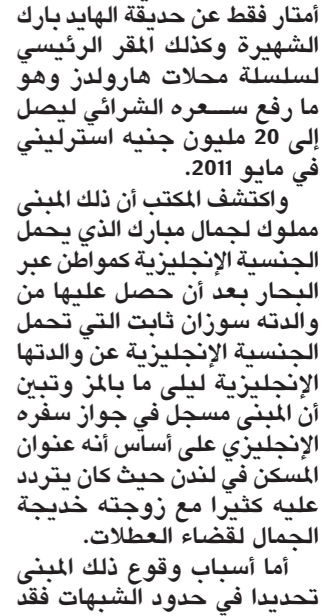 أمتار فقط عن حديقة الهايد بارك
الشهيرة وكذلك المقر الرئيسي
لسلسلة محلات هارولدز وهو
ما رفع سعره الشرائي ليصل
إلى 20 مليون جنيه استرليني
في مايو 2011.
واكتشف المكتب أن ذلك المبنى
مملوك لجمال مبارك الذي يحمل
الجنسية الإنجليزية كمواطن عبر
البحار بعد أن حصل عليها من
والدته سوزان ثابت التي تحمل
الجنسية الإنجليزية عن والدتها
الإنجليزية ليلى ما بالمز وتبين
أن المبنى مسجل في جواز سفره
الإنجليزي على أساس أنه عنوان
المسكن في لندن حيث كان يتردد
عليه كثيرا مع زوجته خديجة
الجمال لقضاء العطلات.
أما أسباب وقوع ذلك المبنى
تحديدا في حدود الشبهات فقد